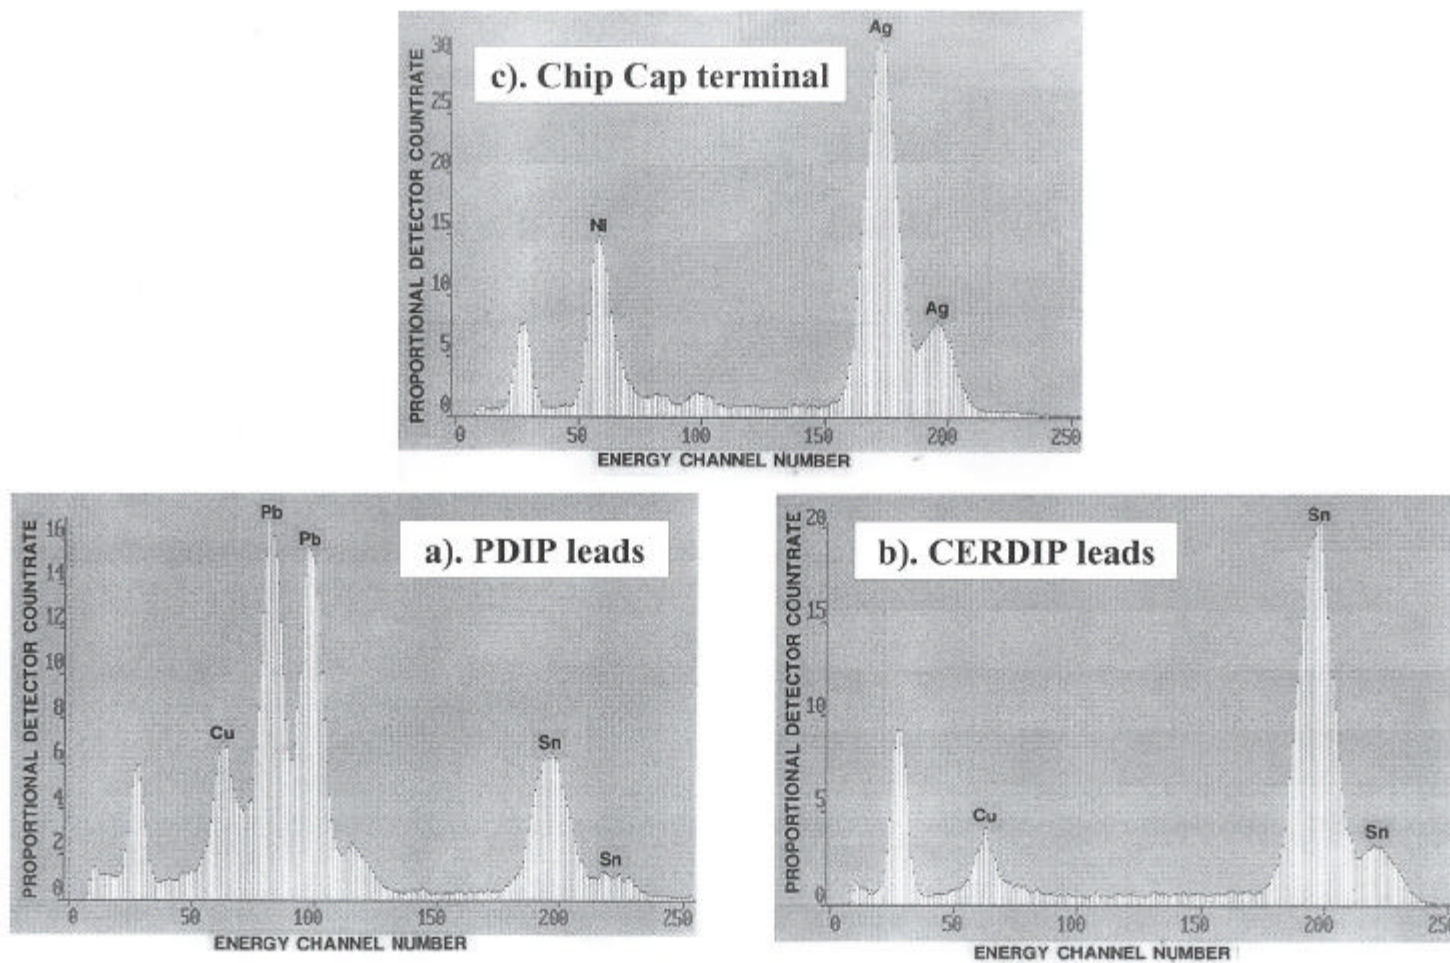 Ag
30
c). Chip Cap terminal
25
20
15
Ni
10
Ag
5
0
0 50 100 150 200 250
PROPORTIONAL DETECTOR COUNTRATE
ENERGY CHANNEL NUMBER
Pb
16
Pb
a). PDIP leads
14
12
10
8
Cu
6
Sn
4
2
Sn
0
0 50 100 150 200 250
PROPORTIONAL DETECTOR COUNTRATE
ENERGY CHANNEL NUMBER
Sn
20
b). CERDIP leads
15
10
5
Cu
Sn
0
0 50 100 150 200 250
PROPORTIONAL DETECTOR COUNTRATE
ENERGY CHANNEL NUMBER